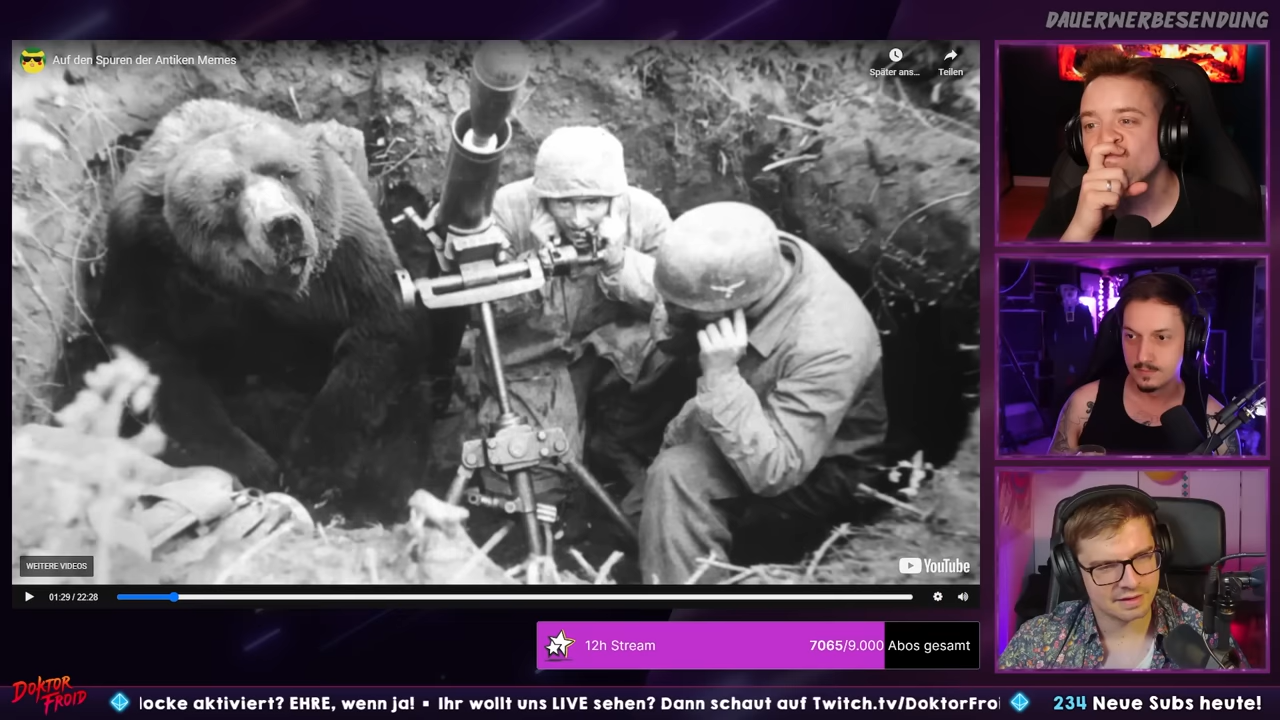 DAUERWERBESENDUNG
Auf den Spuren der Antiken Memes
Später ans...
Teilen
WEITERE VIDEOS
YouTube
01:29 / 22:28
12h Stream
7065/9.000 Abos gesamt
DOKTOR
FROID
locke aktiviert? EHRE, wenn ja! ▪ Ihr wollt uns LIVE sehen? Dann schaut auf Twitch.tv/DoktorFroi
234 Neue Subs heute!